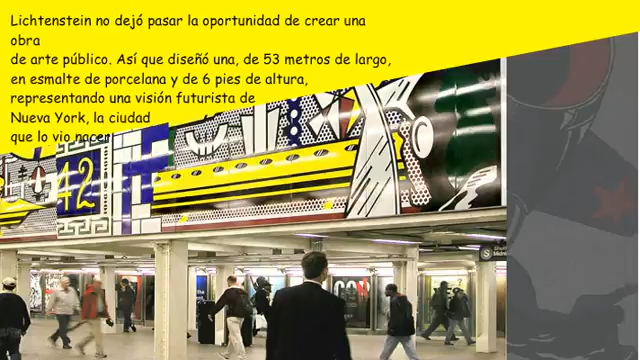 Lichtenstein no dejó pasar la oportunidad de crear una
obra
de arte público. Así que diseñó una, de 53 metros de largo,
en esmalte de porcelana y de 6 pies de altura,
representando una visión futurista de
Nueva York, la ciudad
que lo vio nacer.
42
S